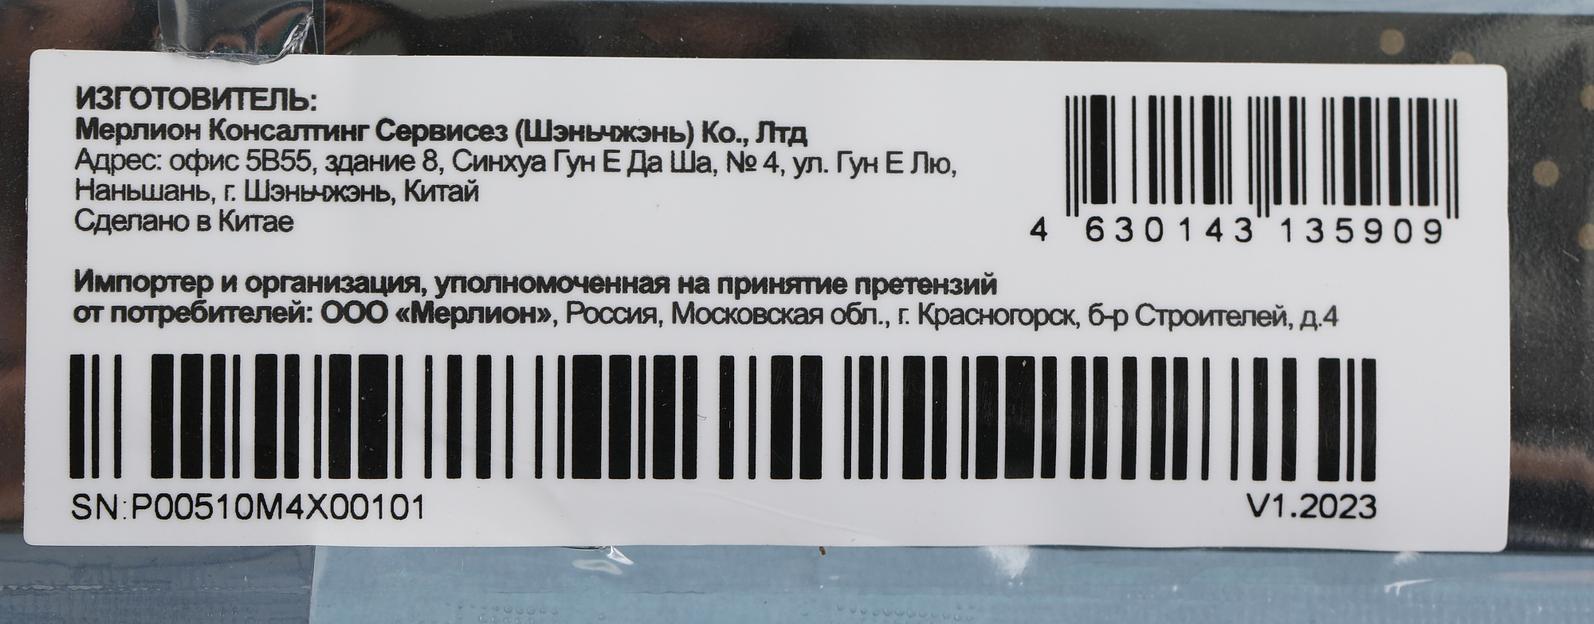 ИЗГОТОВИТЕЛЬ:
Мерлион Консалтинг Сервисез (Шэньчжэнь) Ко., Лтд
Адрес: офис 5В55, здание 8, Синхуа Гун Е Да Ша, № 4, ул. Гун Е Лю,
Наньшань, г. Шэньчжэнь, Китай
Сделано в Китае
4 630143 135909
Импортер и организация, уполномоченная на принятие претензий
от потребителей: ООО «Мерлион», Россия, Московская обл., г. Красногорск, б-р Строителей, д.4
SN:P00510M4X00101
V1.2023